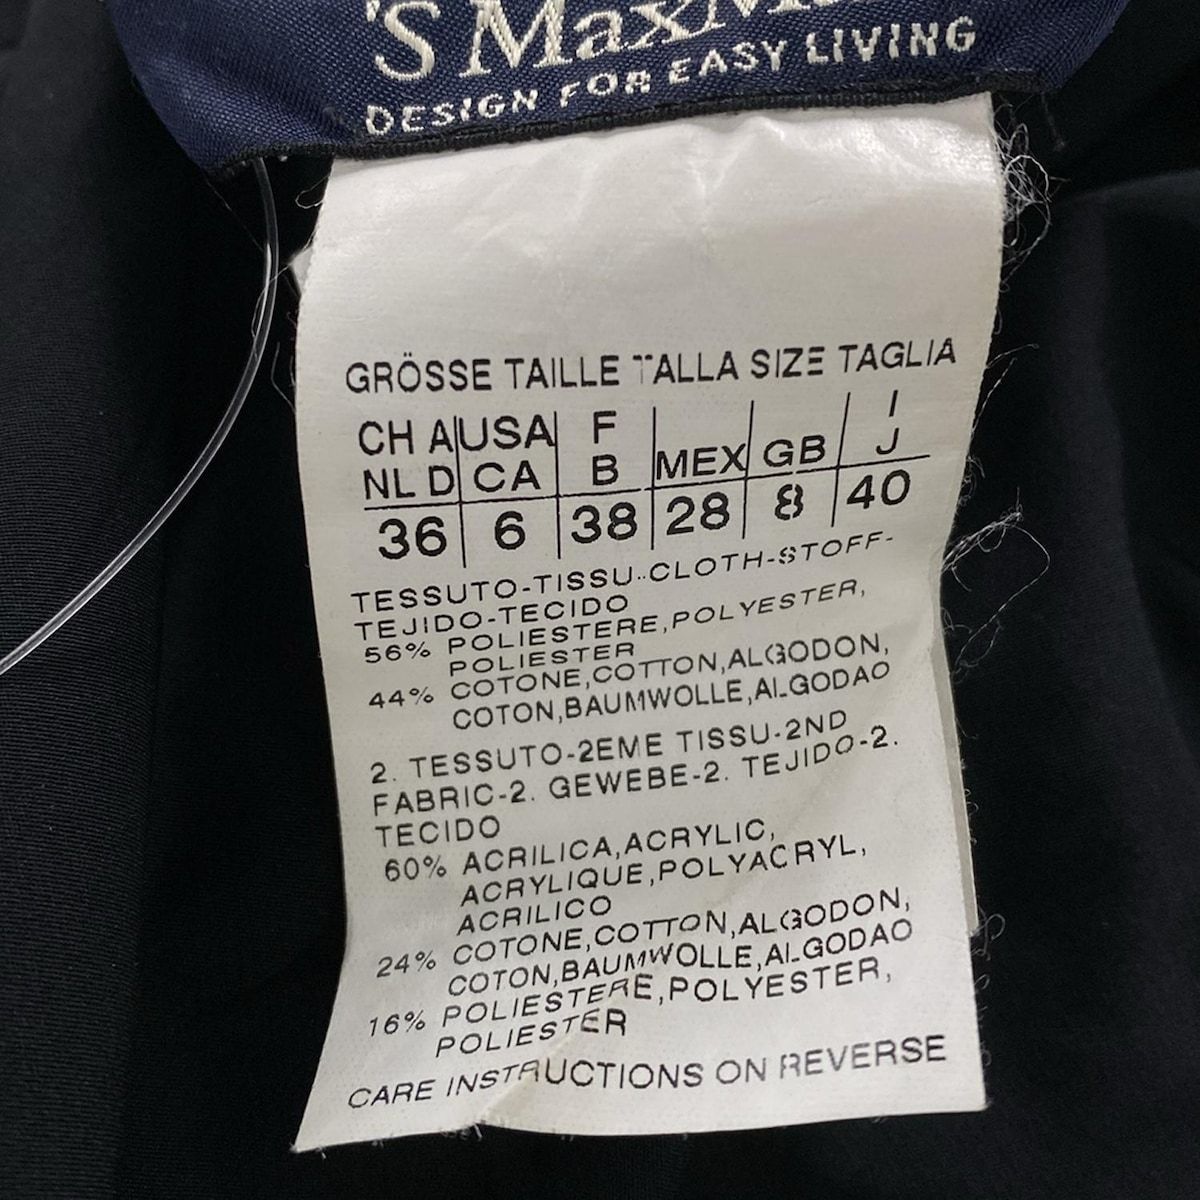 'S MaxM
DESIGN FOR EASY LIVING
GRÖSSE TAILLE TALLA SIZE TAGLIA
CH A USA F MEX GB I
NL D CA B J
36 6 38 28 8 40
TESSUTO-TISSU-CLOTH-STOFF-
TEJIDO-TECIDO
56% POLIESTERE,POLYESTER,
POLIESTER
44% COTONE,COTTON,ALGODON,
COTON,BAUMWOLLE,ALGODAO
2. TESSUTO-2EME TISSU-2ND
FABRIC-2. GEWEBE-2. TEJIDO-2.
TECIDO
60% ACRILICA,ACRYLIC,
ACRYLIQUE,POLYACRYL,
ACRILICO
24% COTONE,COTTON,ALGODON,
COTON,BAUMWOLLE,ALGODAO
16% POLIESTERE,POLYESTER,
POLIESTER
CARE INSTRUCTIONS ON REVERSE